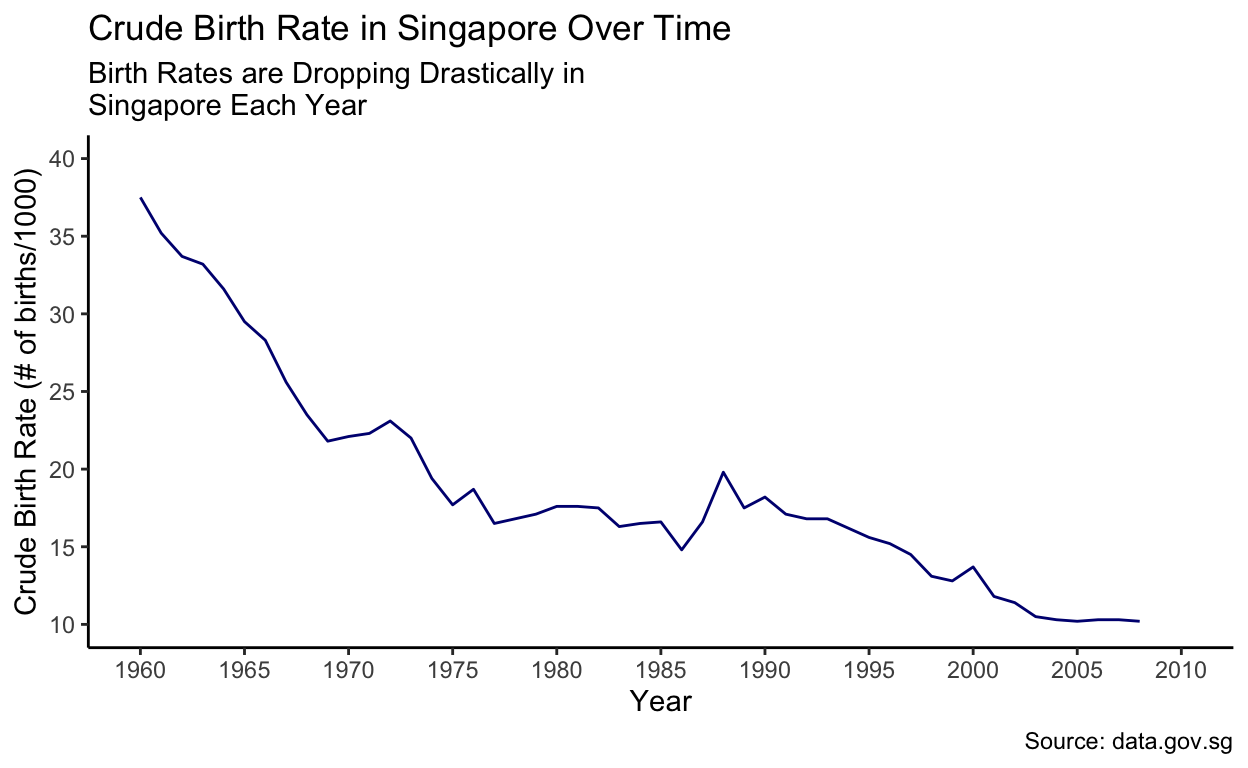 Crude Birth Rate in Singapore Over Time
Birth Rates are Dropping Drastically in
Singapore Each Year
Crude Birth Rate (# of births/1000)
40
35
30
25
20
15
10
1960 1965 1970 1975 1980 1985 1990 1995 2000 2005 2010
Year
Source: data.gov.sg